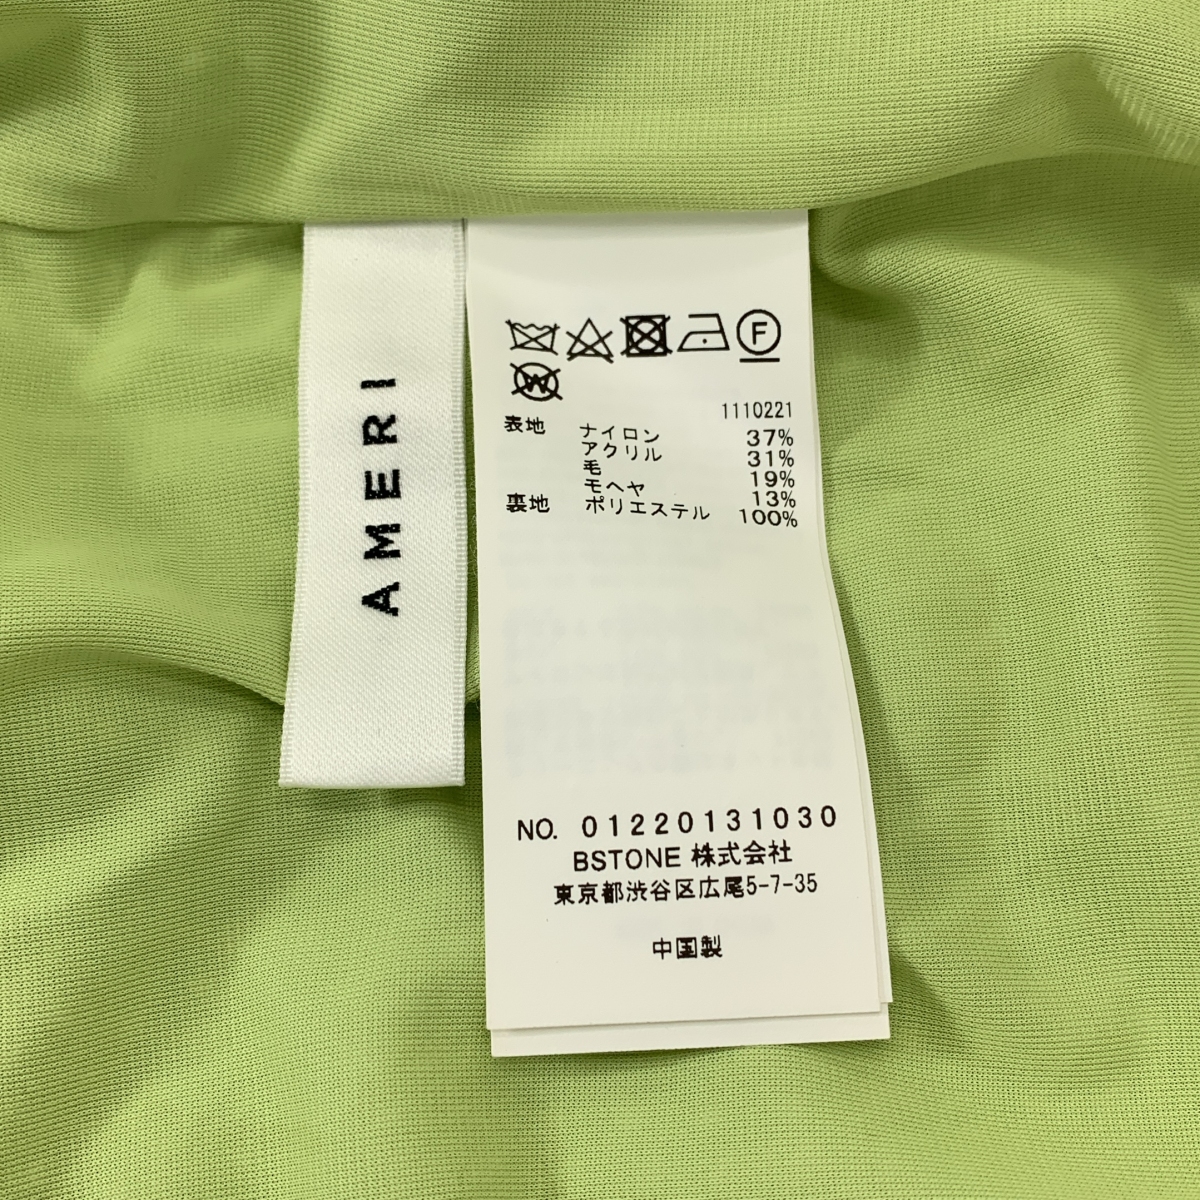 AMERI
F
W
1110221
表地 ナイロン 37%
アクリル 31%
毛 19%
モヘヤ 13%
裏地 ポリエステル 100%
NO. 01220131030
BSTONE 株式会社
東京都渋谷区広尾5-7-35
中国製